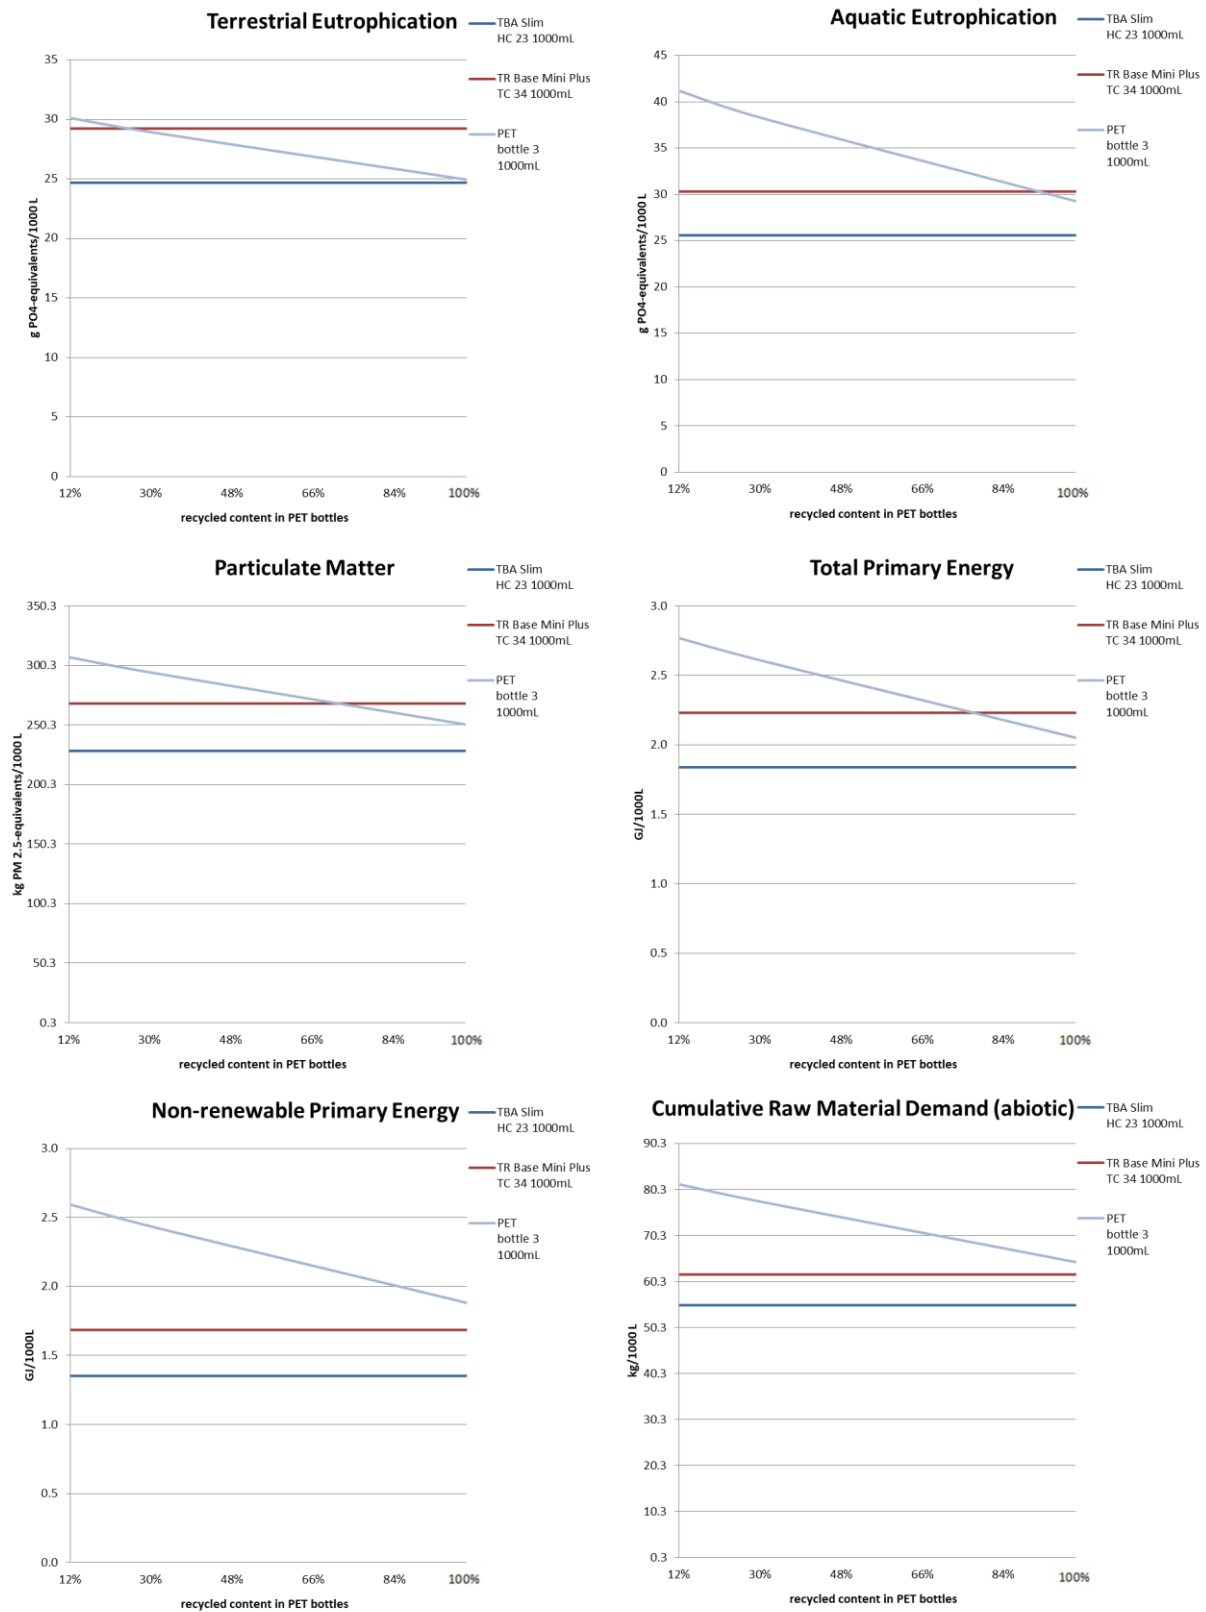 Terrestrial Eutrophication
TBA Slim
HC 23 1000mL
TR Base Mini Plus
TC 34 1000mL
PET
bottle 3
1000mL
35
30
25
20
15
10
5
0
g PO4-equivalents/1000 L
12% 30% 48% 66% 84% 100%
recycled content in PET bottles
Aquatic Eutrophication
TBA Slim
HC 23 1000mL
TR Base Mini Plus
TC 34 1000mL
PET
bottle 3
1000mL
45
40
35
30
25
20
15
10
5
0
g PO4-equivalents/1000 L
12% 30% 48% 66% 84% 100%
recycled content in PET bottles
Particulate Matter
TBA Slim
HC 23 1000mL
TR Base Mini Plus
TC 34 1000mL
PET
bottle 3
1000mL
350.3
300.3
250.3
200.3
150.3
100.3
50.3
0.3
kg PM 2.5-equivalents/1000 L
12% 30% 48% 66% 84% 100%
recycled content in PET bottles
Total Primary Energy
TBA Slim
HC 23 1000mL
TR Base Mini Plus
TC 34 1000mL
PET
bottle 3
1000mL
3.0
2.5
2.0
1.5
1.0
0.5
0.0
GJ/1000L
12% 30% 48% 66% 84% 100%
recycled content in PET bottles
Non-renewable Primary Energy
TBA Slim
HC 23 1000mL
TR Base Mini Plus
TC 34 1000mL
PET
bottle 3
1000mL
3.0
2.5
2.0
1.5
1.0
0.5
0.0
GJ/1000L
12% 30% 48% 66% 84% 100%
recycled content in PET bottles
Cumulative Raw Material Demand (abiotic)
TBA Slim
HC 23 1000mL
TR Base Mini Plus
TC 34 1000mL
PET
bottle 3
1000mL
90.3
80.3
70.3
60.3
50.3
40.3
30.3
20.3
10.3
0.3
kg/1000 L
12% 30% 48% 66% 84% 100%
recycled content in PET bottles